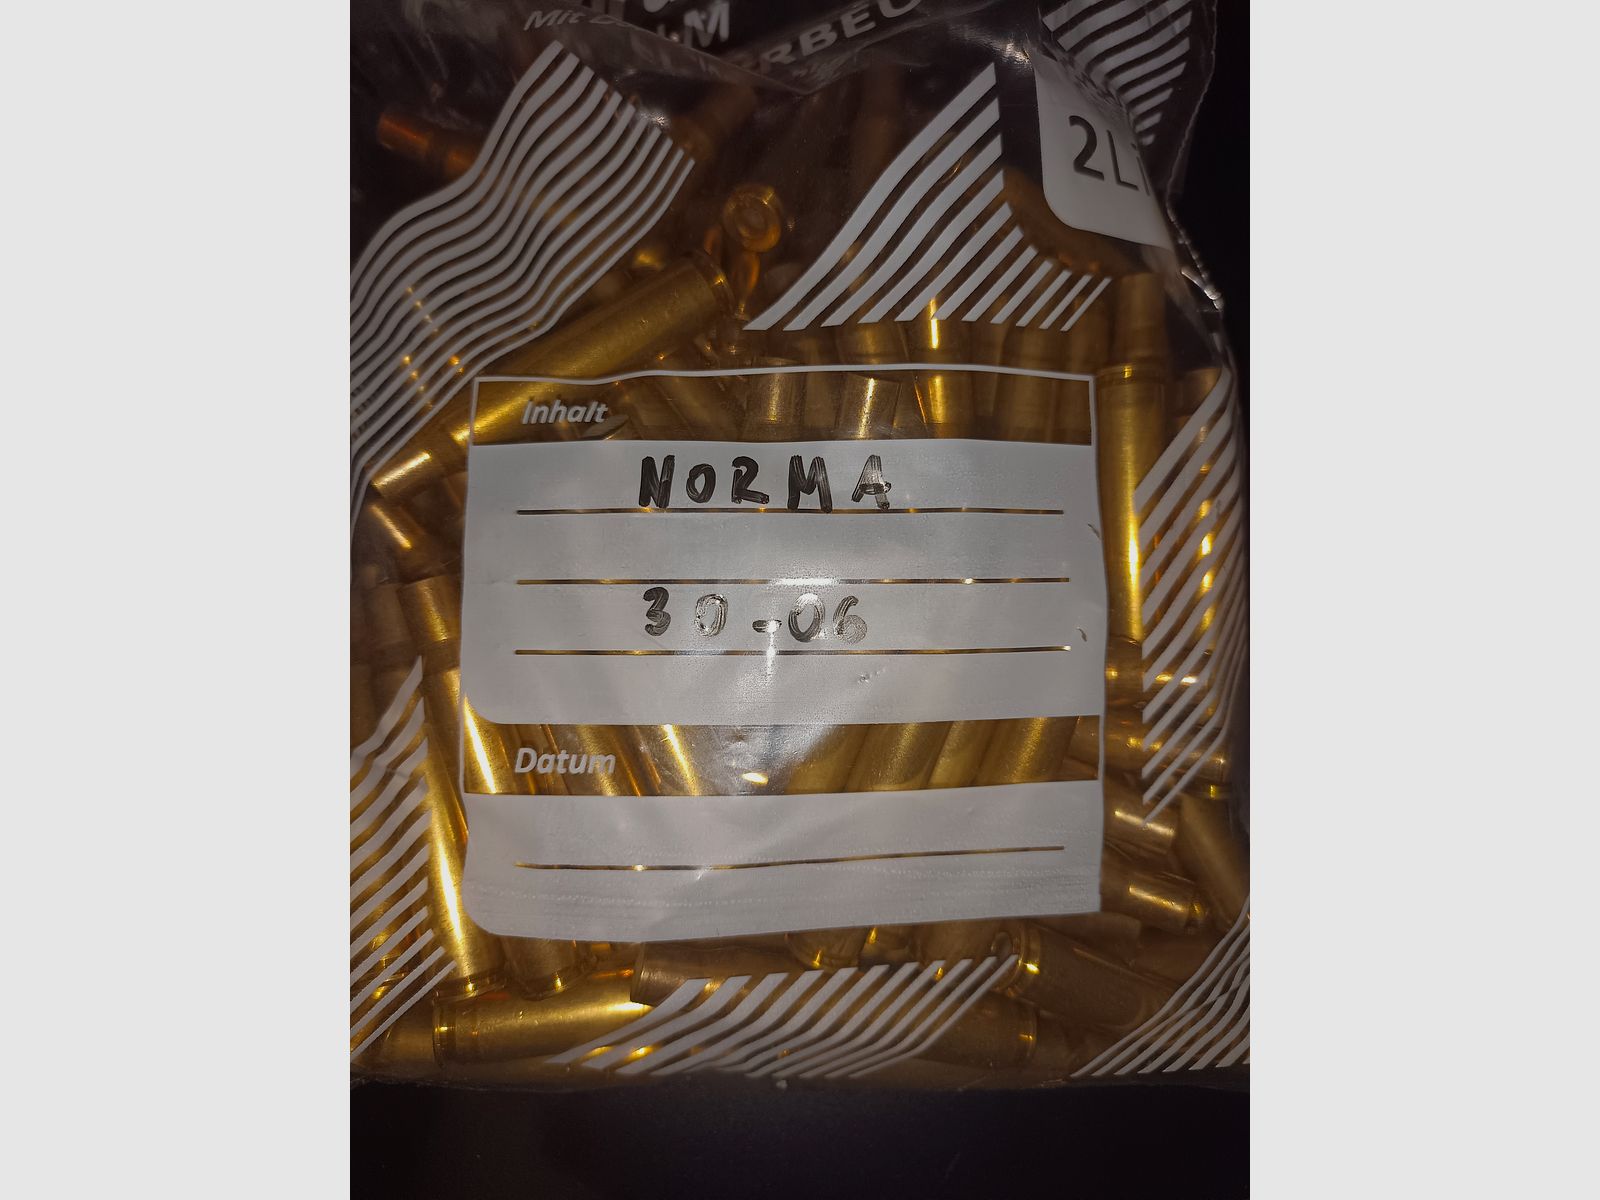 2L
Inhalt
NORMA
30-06
Datum